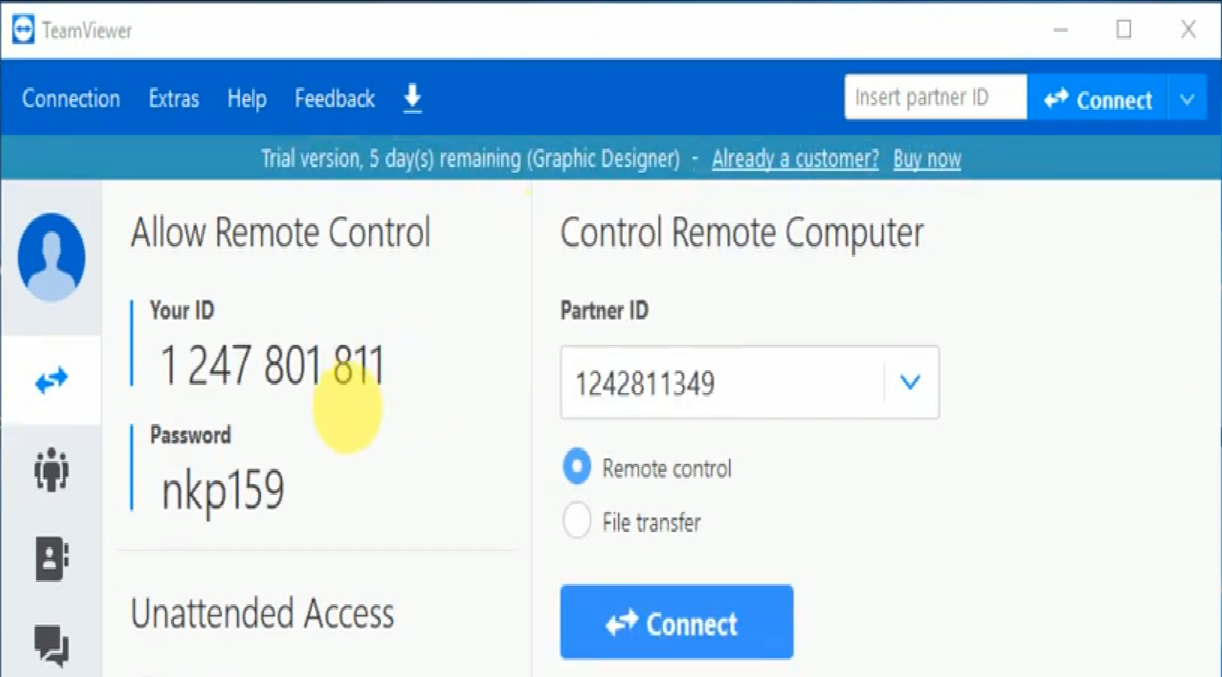 TeamViewer
Connection Extras Help Feedback
Insert partner ID Connect
Trial version, 5 day(s) remaining (Graphic Designer) - Already a customer? Buy now
Allow Remote Control
Your ID
1 247 801 811
Password
nkp159
Unattended Access
Control Remote Computer
Partner ID
1242811349
Remote control
File transfer
Connect